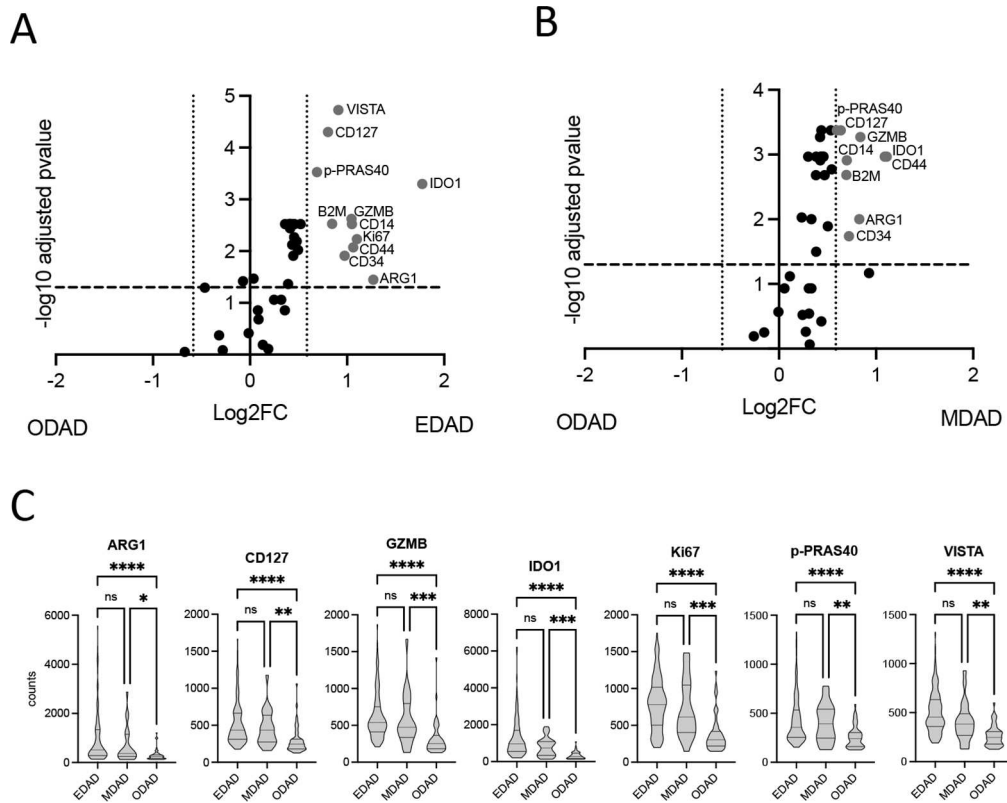 A
-log10 adjusted pvalue
5
4
3
2
1
VISTA
CD127
p-PRAS40
IDO1
B2M GZMB
CD14
Ki67
CD44
CD34
ARG1
-2 -1 0 1 2
Log2FC
ODAD EDAD
B
-log10 adjusted pvalue
4
3
2
1
p-PRAS40
CD127
GZMB
CD14 IDO1
CD44
B2M
ARG1
CD34
-2 -1 0 1 2
Log2FC
ODAD MDAD
C
ARG1
****
ns *
6000
4000
2000
0
counts
EDAD MDAD ODAD
CD127
****
ns **
2000
1500
1000
500
0
EDAD MDAD ODAD
GZMB
****
ns ***
2000
1500
1000
500
0
EDAD MDAD ODAD
IDO1
****
ns ***
8000
6000
4000
2000
0
EDAD MDAD ODAD
Ki67
****
ns ***
2000
1500
1000
500
0
EDAD MDAD ODAD
p-PRAS40
****
ns **
1500
1000
500
0
EDAD MDAD ODAD
VISTA
****
ns **
1500
1000
500
0
EDAD MDAD ODAD